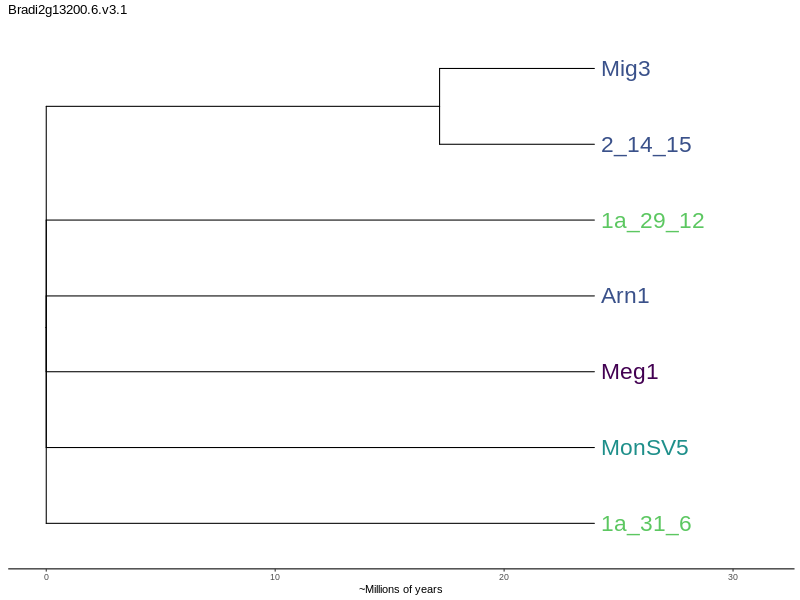 Bradi2g13200.6.v3.1
Mig3
2_14_15
1a_29_12
Arn1
Meg1
MonSV5
1a_31_6
0 10 20 30
~Millions of years